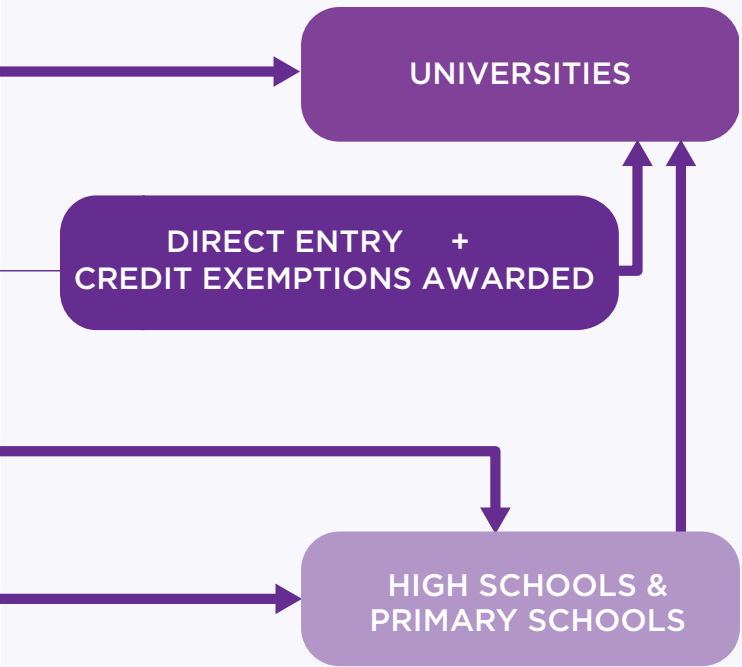 UNIVERSITIES
DIRECT ENTRY +
CREDIT EXEMPTIONS AWARDED
HIGH SCHOOLS &
PRIMARY SCHOOLS